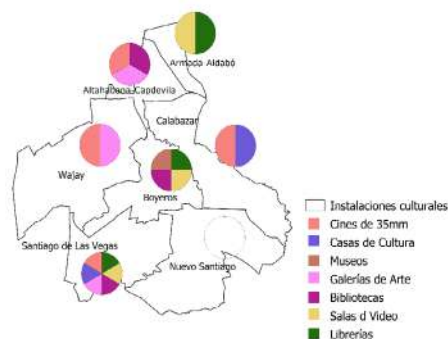 Armada-Aldabó
Altahabana-Capdevila
Calabazar
Wajay
Boyeros
Santiago de Las Vegas
Nuevo Santiago
Instalaciones culturales
Cines de 35mm
Casas de Cultura
Museos
Galerías de Arte
Bibliotecas
Salas d Video
Librerías